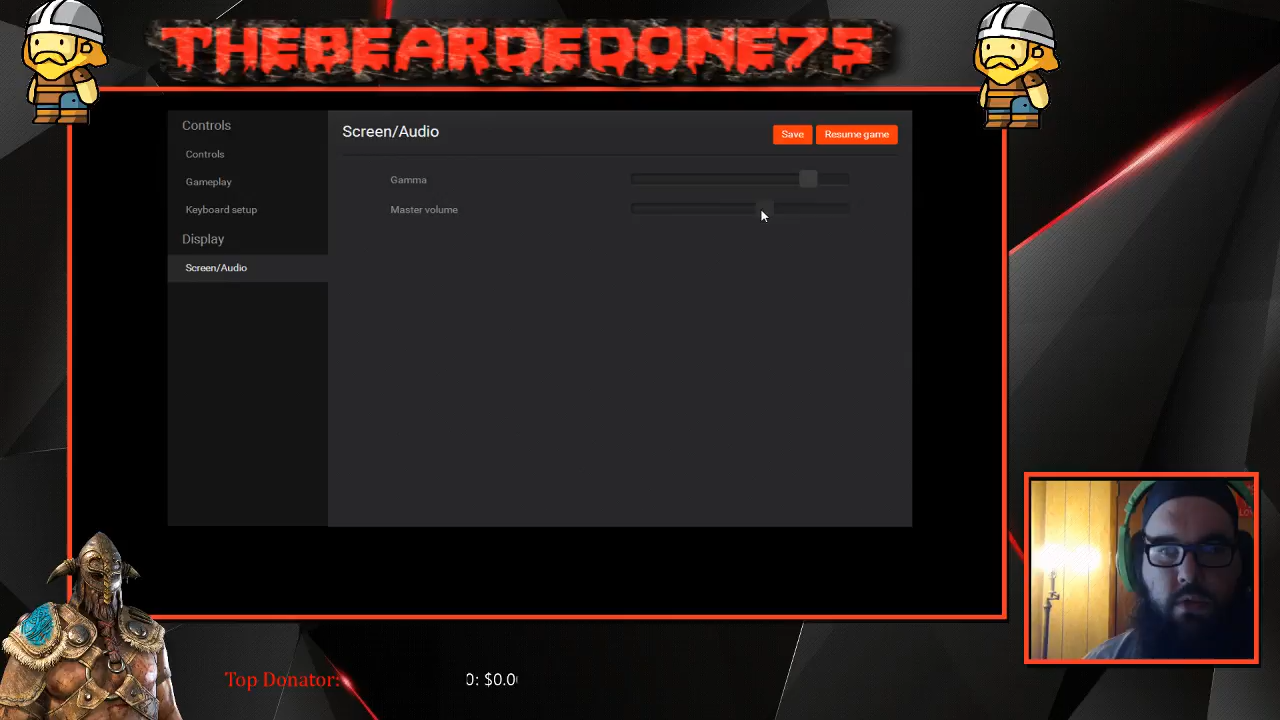 THEBEARDEDONE75
Controls
Controls
Gameplay
Keyboard setup
Display
Screen/Audio
Screen/Audio
Save
Resume game
Gamma
Master volume
Top Donator:
0: $0.0